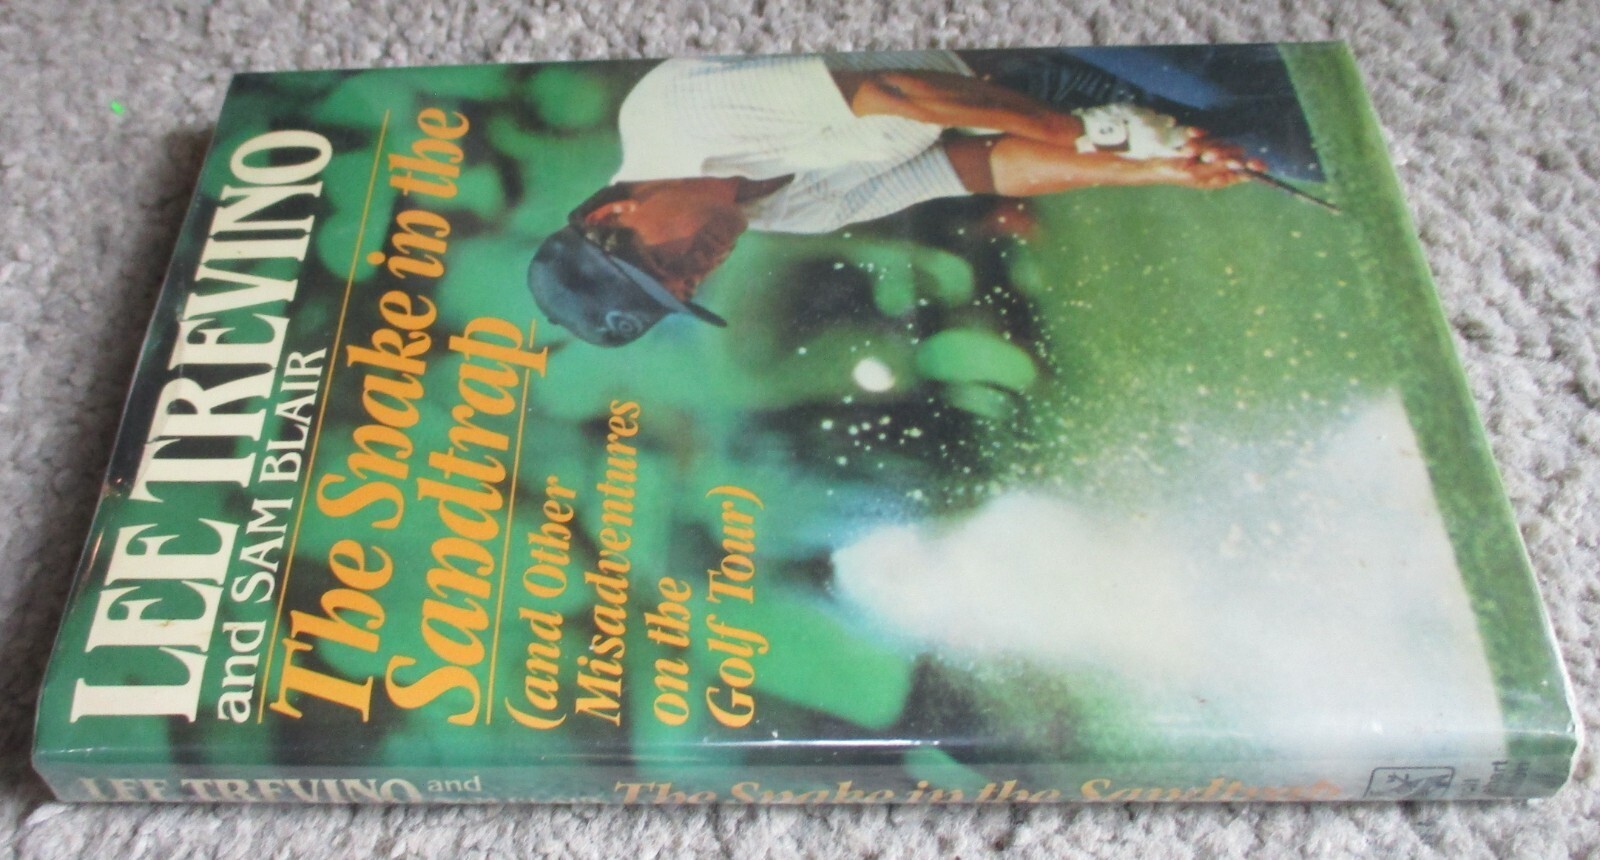 LEE TREVINO
and SAM BLAIR
The Snake in the
Sandtrap
(and Other
Misadventures
on the
Golf Tour)
LEE TREVINO and
The Snake in the Sandtrap